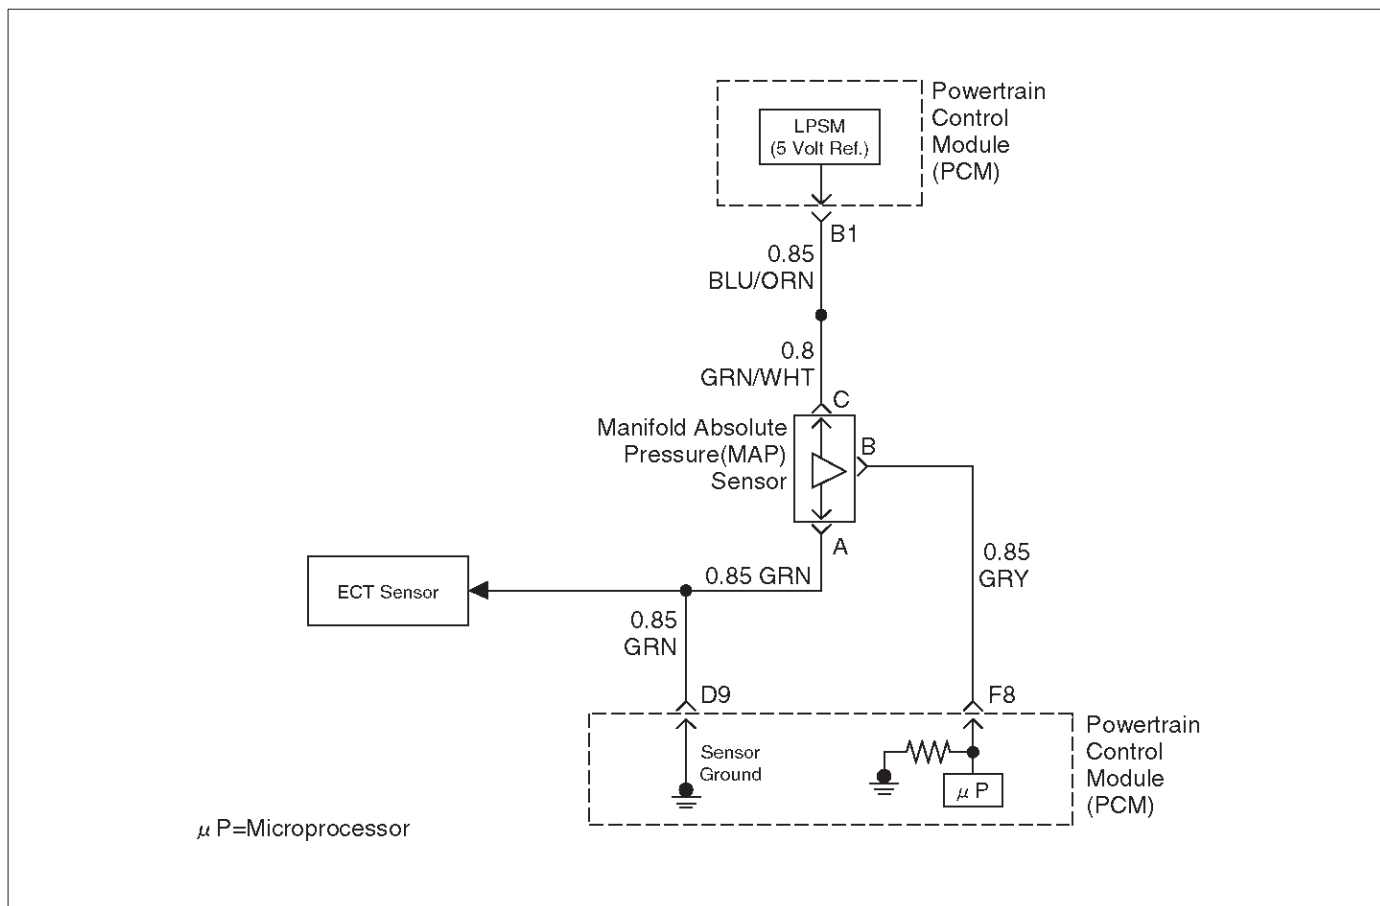 Powertrain
Control
Module
(PCM)
LPSM
(5 Volt Ref.)
B1
0.85
BLU/ORN
0.8
GRN/WHT
C
Manifold Absolute
Pressure(MAP)
Sensor
B
A
0.85
GRY
ECT Sensor
0.85 GRN
0.85
GRN
D9
F8
Sensor
Ground
μ P
Powertrain
Control
Module
(PCM)
μ P=Microprocessor